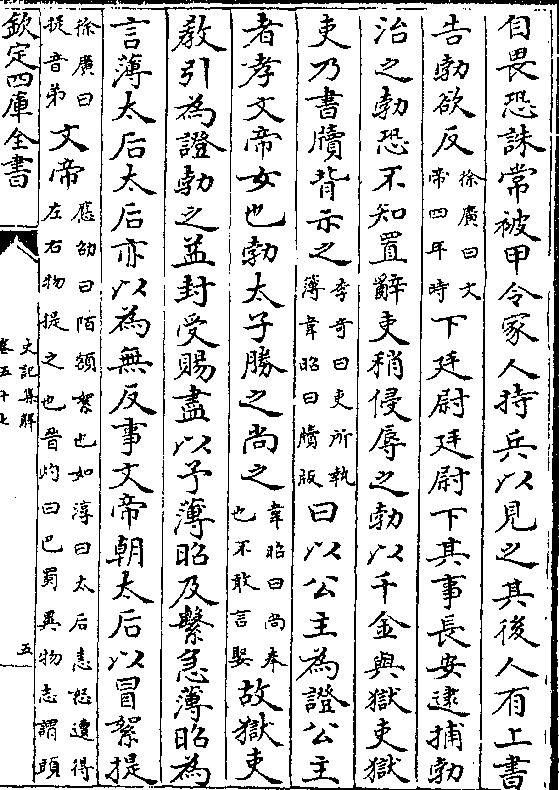 自畏恐誅常被甲令家人持兵以見之其後人有上書
告勃欲反徐廣曰文帝四年時下廷尉廷尉下其事長安逮捕勃
治之勃恐不知置辭吏稍侵辱之勃以千金與獄吏獄
吏乃書牘背示之李奇曰吏所執簿韋昭曰牘版曰以公主為證公主
者孝文帝女也勃太子勝之尚之韋昭曰尚奉也不敢言娶故獄吏
教引為證勃之益封受賜盡以予薄昭及繫急薄昭為
言薄太后太后亦以為無反事文帝朝太后以冒絮提
徐廣曰提音弟文帝應劭曰陌額絮也如淳曰太后恚怒遭得左右物提之也晉灼曰巴蜀異物志謂頭
欽定四庫全書
史記集解
卷五十七
五